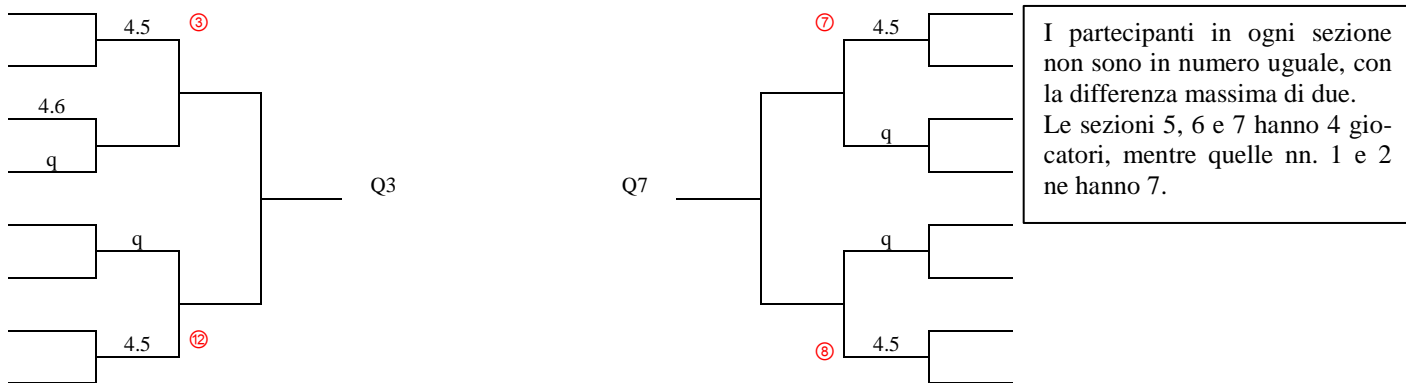 4.5 ③
4.6
q
Q3
q
4.5 ⑫
⑦ 4.5
q
Q7
q
⑧ 4.5
I partecipanti in ogni sezione
non sono in numero uguale, con
la differenza massima di due.
Le sezioni 5, 6 e 7 hanno 4 gio-
catori, mentre quelle nn. 1 e 2
ne hanno 7.